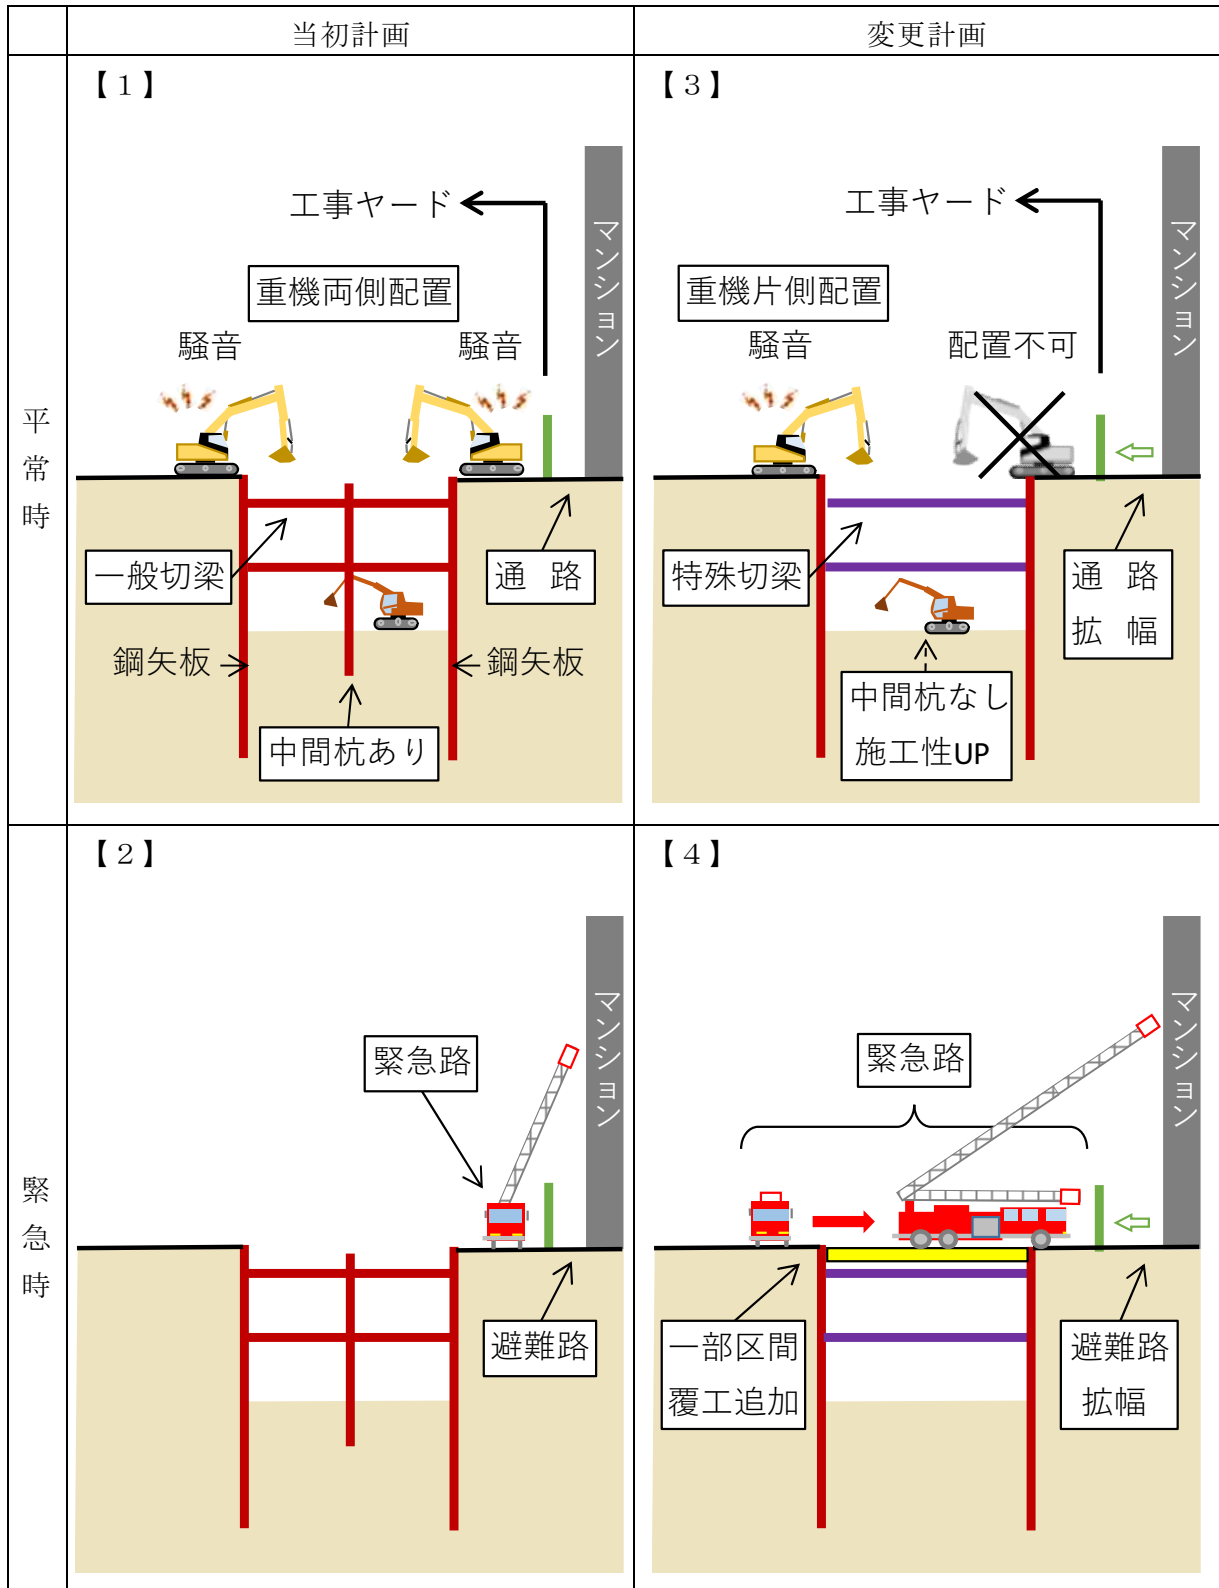 当初計画
変更計画
平常時
【1】
工事ヤード
マンション
重機両側配置
騒音
騒音
一般切梁
通 路
鋼矢板
鋼矢板
中間杭あり
【3】
工事ヤード
マンション
重機片側配置
騒音
配置不可
特殊切梁
通 路
拡 幅
中間杭なし
施工性UP
緊急時
【2】
マンション
緊急路
避難路
【4】
マンション
緊急路
一部区間
覆工追加
避難路
拡幅